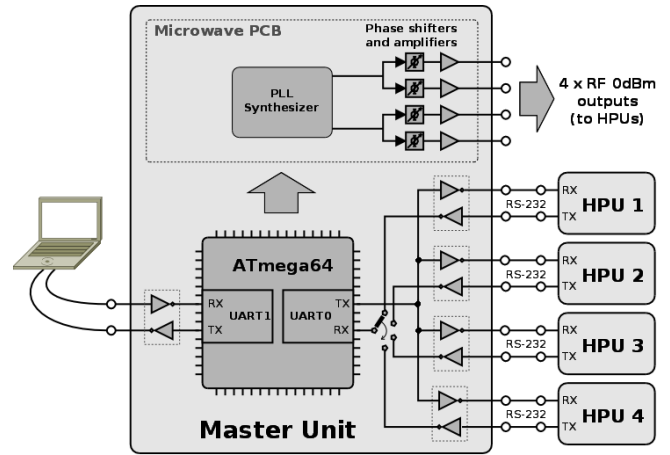 Microwave PCB
Phase shifters
and amplifiers
PLL
Synthesizer
4 x RF 0dBm
outputs
(to HPUs)
ATmega64
RX
TX
UART1
UART0
TX
RX
RS-232
RX
TX
HPU 1
RS-232
RX
TX
HPU 2
RS-232
RX
TX
HPU 3
RS-232
RX
TX
HPU 4
Master Unit